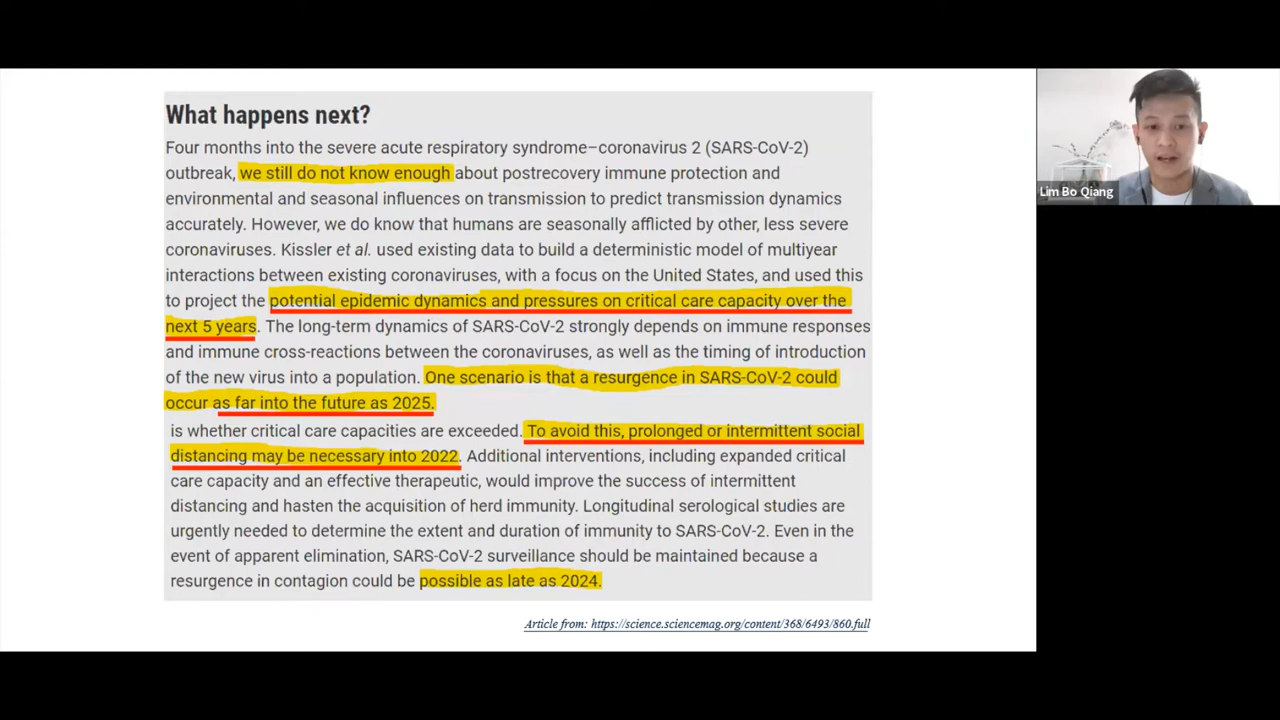 What happens next?
Four months into the severe acute respiratory syndrome–coronavirus 2 (SARS-CoV-2)
outbreak, we still do not know enough about postrecovery immune protection and
environmental and seasonal influences on transmission to predict transmission dynamics
accurately. However, we do know that humans are seasonally afflicted by other, less severe
coronaviruses. Kissler et al. used existing data to build a deterministic model of multiyear
interactions between existing coronaviruses, with a focus on the United States, and used this
to project the potential epidemic dynamics and pressures on critical care capacity over the
next 5 years. The long-term dynamics of SARS-CoV-2 strongly depends on immune responses
and immune cross-reactions between the coronaviruses, as well as the timing of introduction
of the new virus into a population. One scenario is that a resurgence in SARS-CoV-2 could
occur as far into the future as 2025.
is whether critical care capacities are exceeded. To avoid this, prolonged or intermittent social
distancing may be necessary into 2022. Additional interventions, including expanded critical
care capacity and an effective therapeutic, would improve the success of intermittent
distancing and hasten the acquisition of herd immunity. Longitudinal serological studies are
urgently needed to determine the extent and duration of immunity to SARS-CoV-2. Even in the
event of apparent elimination, SARS-CoV-2 surveillance should be maintained because a
resurgence in contagion could be possible as late as 2024.
Article from: https://science.sciencemag.org/content/368/6493/860.full
Lim Bo Qiang